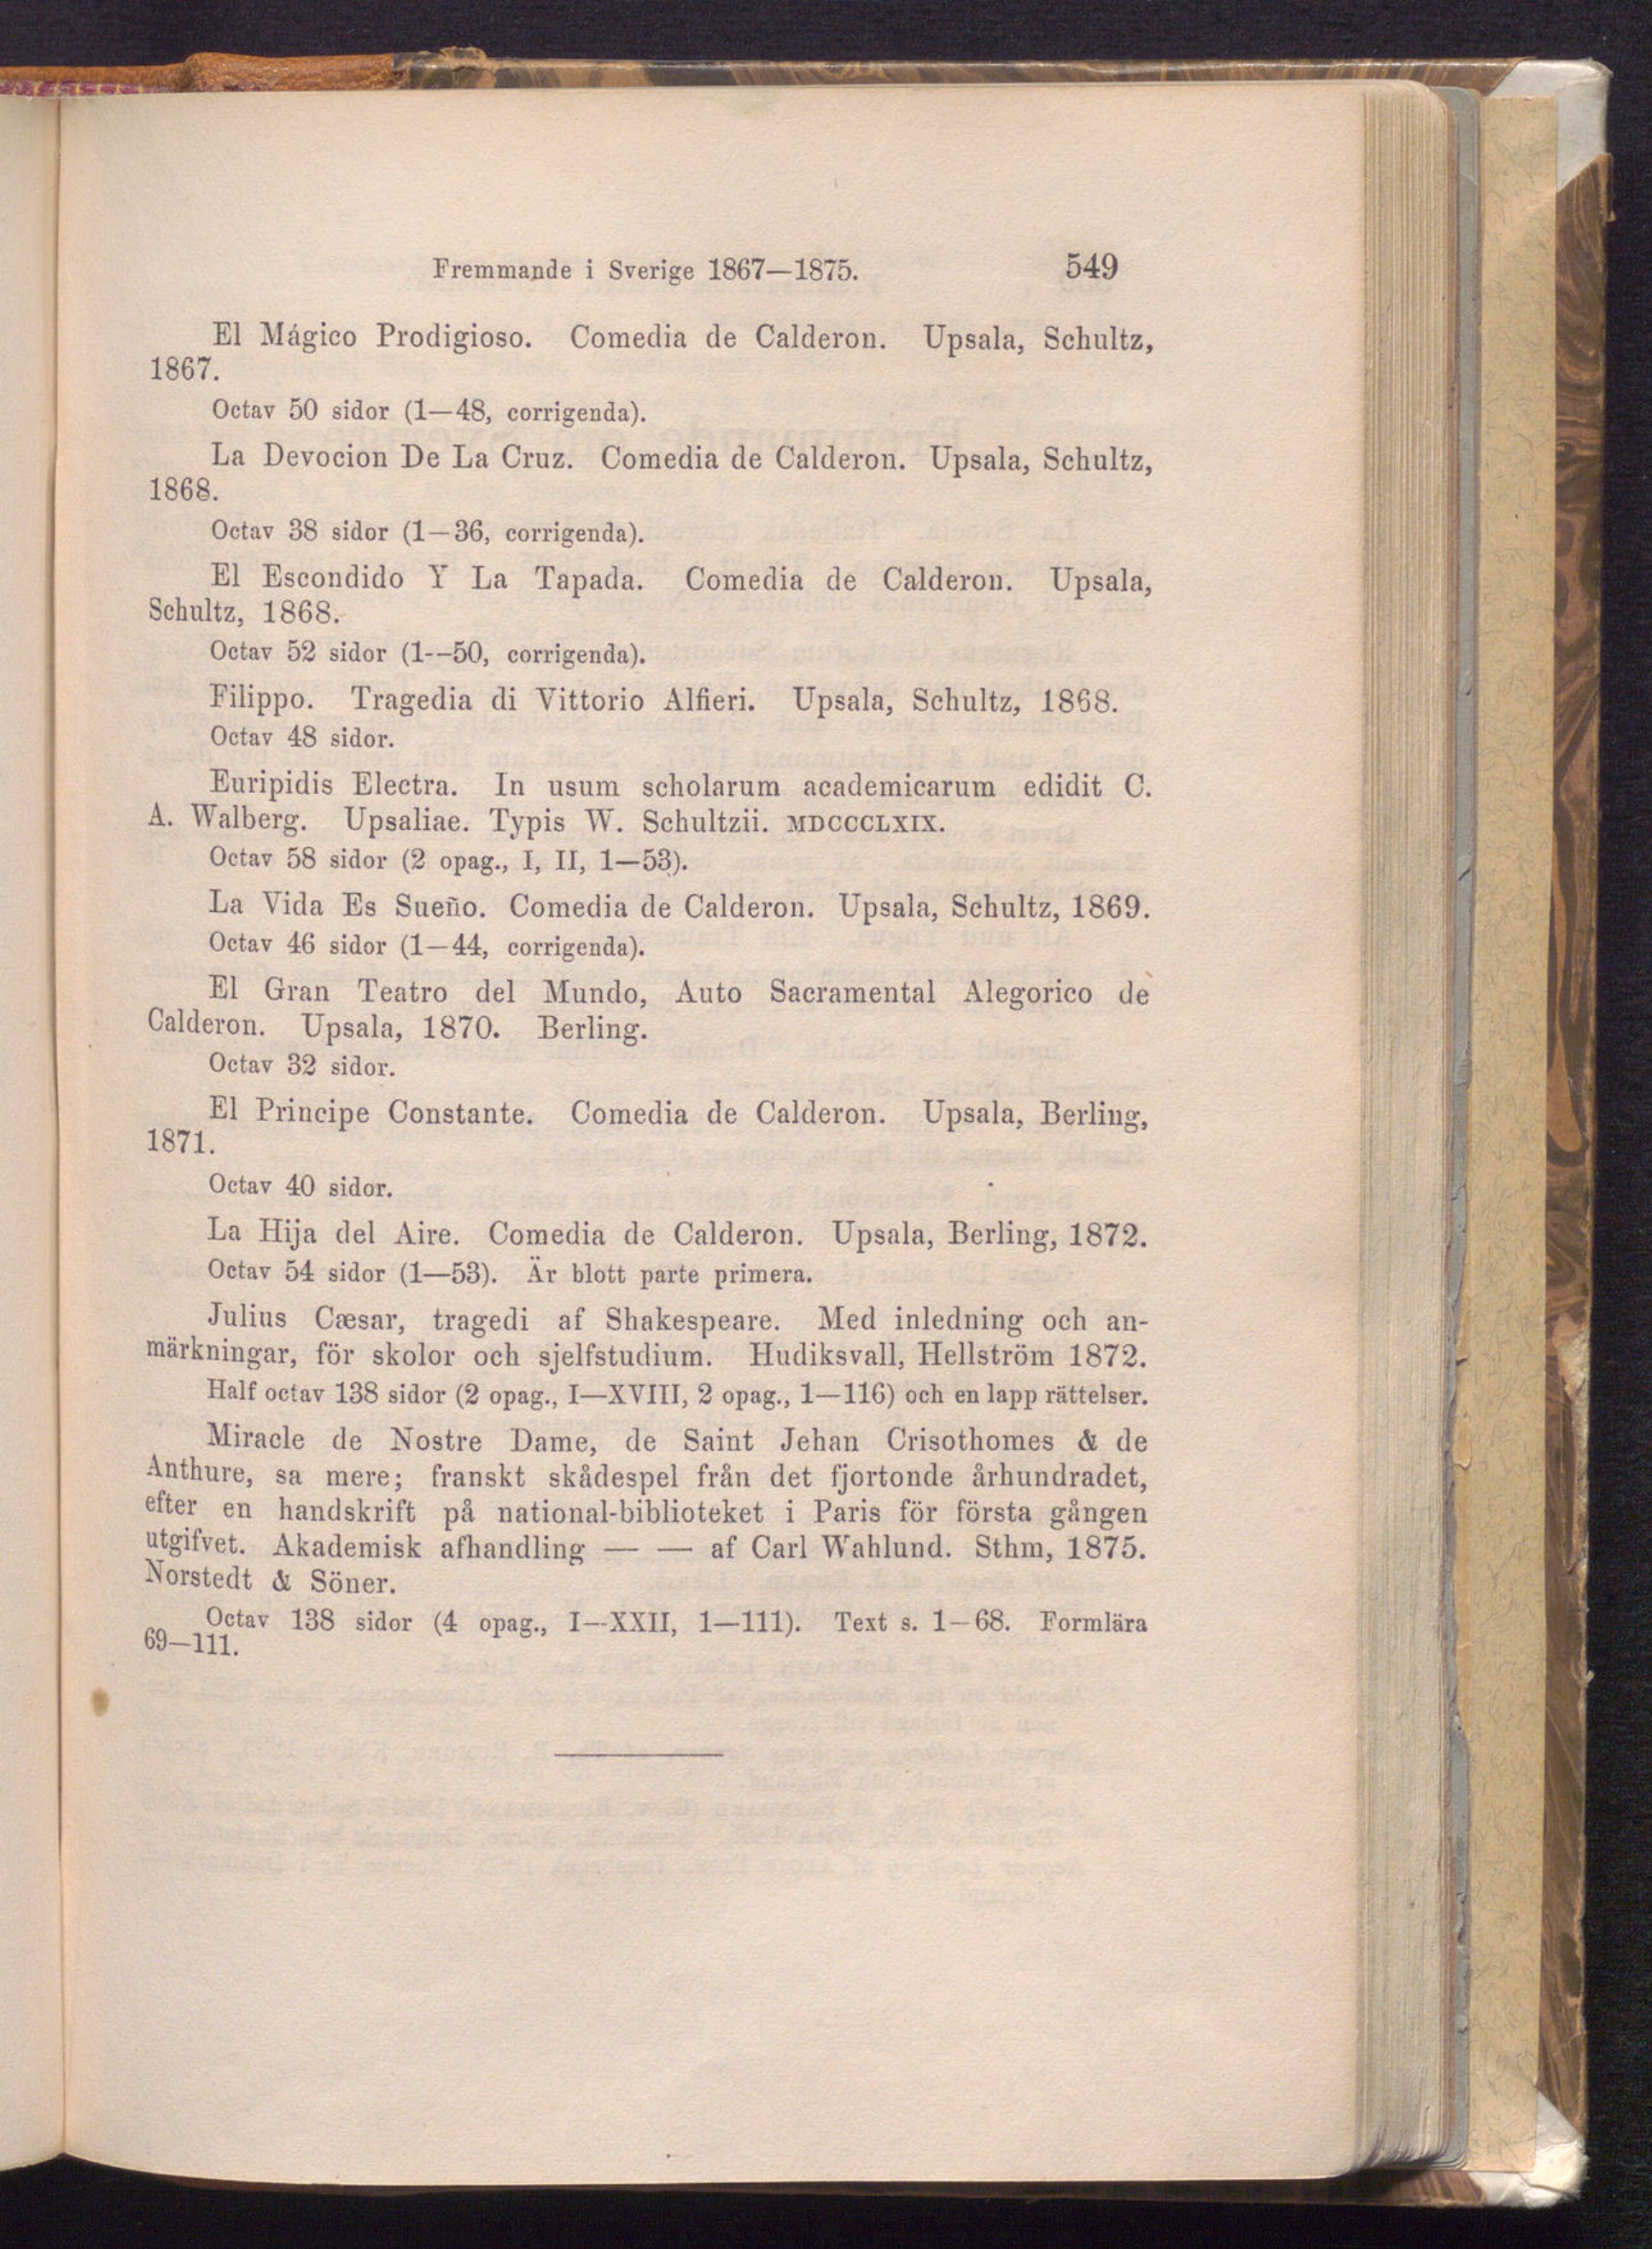 Fremmande i Sverige 1867—1875. 549
El Mágico Prodigioso. Comedia de Calderon. Upsala, Schultz,
1867.
Octav 50 sidor (1—48, corrigenda).
La Devocion De La Cruz. Comedia de Calderon. Upsala, Schultz,
1868.
Octav 38 sidor (1—36, corrigenda).
El Escondido Y La Tapada. Comedia de Calderon. Upsala,
Schultz, 1868.
Octav 52 sidor (1--50, corrigenda).
Filippo. Tragedia di Vittorio Alfieri. Upsala, Schultz, 1868.
Octav 48 sidor.
Euripidis Electra. In usum scholarum academicarum edidit C.
A. Walberg. Upsaliae. Typis W. Schultzii. MDCCCLXIX.
Octav 58 sidor (2 opag., I, II, 1—53).
La Vida Es Sueño. Comedia de Calderon. Upsala, Schultz, 1869.
Octav 46 sidor (1—44, corrigenda).
El Gran Teatro del Mundo, Auto Sacramental Alegorico de
Calderon. Upsala, 1870. Berling.
Octav 32 sidor.
El Principe Constante. Comedia de Calderon. Upsala, Berling,
1871.
Octav 40 sidor.
La Hija del Aire. Comedia de Calderon. Upsala, Berling, 1872.
Octav 54 sidor (1—53). Är blott parte primera.
Julius Cæsar, tragedi af Shakespeare. Med inledning och an-
märkningar, för skolor och sjelfstudium. Hudiksvall, Hellström 1872.
Half octav 138 sidor (2 opag., I—XVIII, 2 opag., 1—116) och en lapp rättelser.
Miracle de Nostre Dame, de Saint Jehan Crisothomes & de
Anthure, sa mere; franskt skådespel från det fjortonde århundradet,
efter en handskrift på national-biblioteket i Paris för första gången
utgifvet. Akademisk afhandling — — af Carl Wahlund. Sthm, 1875.
Norstedt & Söner.
Octav 138 sidor (4 opag., I—XXII, 1—111). Text s. 1—68. Formlära
69—111.